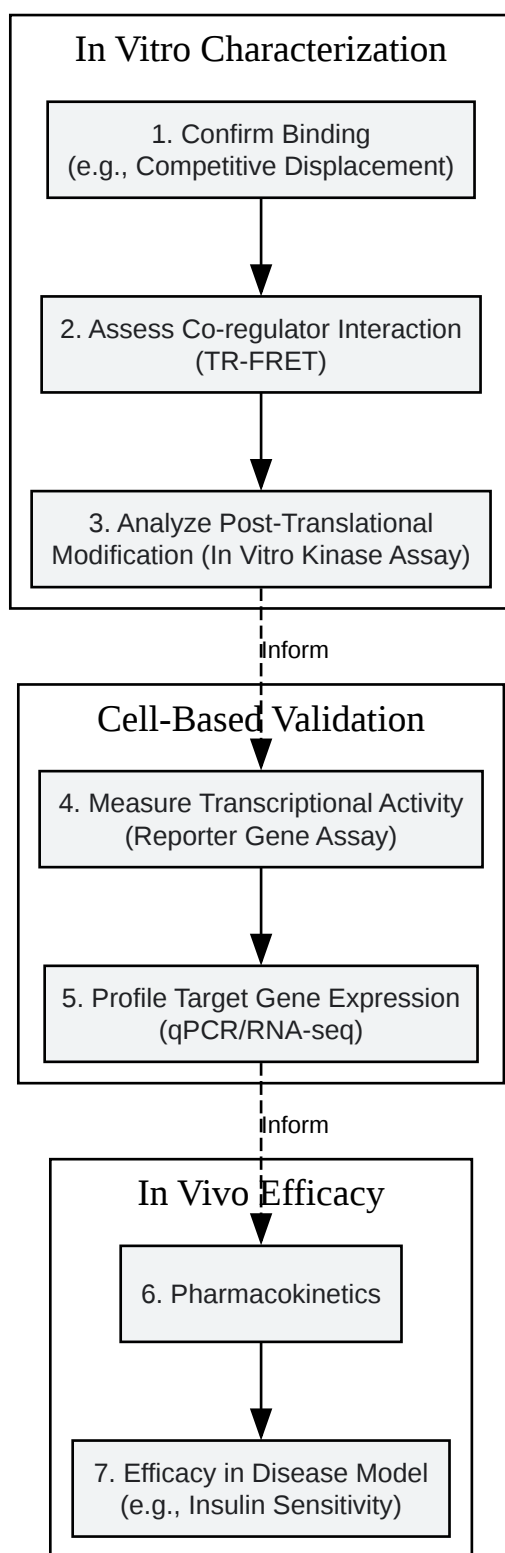 In Vitro Characterization
1. Confirm Binding
(e.g., Competitive Displacement)
2. Assess Co-regulator Interaction
(TR-FRET)
3. Analyze Post-Translational
Modification (In Vitro Kinase Assay)
Inform
Cell-Based Validation
4. Measure Transcriptional Activity
(Reporter Gene Assay)
5. Profile Target Gene Expression
(qPCR/RNA-seq)
Inform
In Vivo Efficacy
6. Pharmacokinetics
7. Efficacy in Disease Model
(e.g., Insulin Sensitivity)